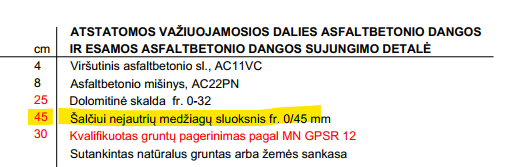 ATSTATOMOS VAŽIUOJAMOSIOS DALIES ASFALTBETONIO DANGOS
cm IR ESAMOS ASFALTBETONIO DANGOS SUJUNGIMO DETALĖ
4 Viršutinis asfaltbetonio sl., AC11VC
8 Asfaltbetonio mišinys, AC22PN
25 Dolomitinė skalda fr. 0-32
45 Šalčiui nejautrių medžiagų sluoksnis fr. 0/45 mm
30 Kvalifikuotas gruntų pagerinimas pagal MN GPSR 12
Sutankintas natūralus gruntas arba žemės sankasa